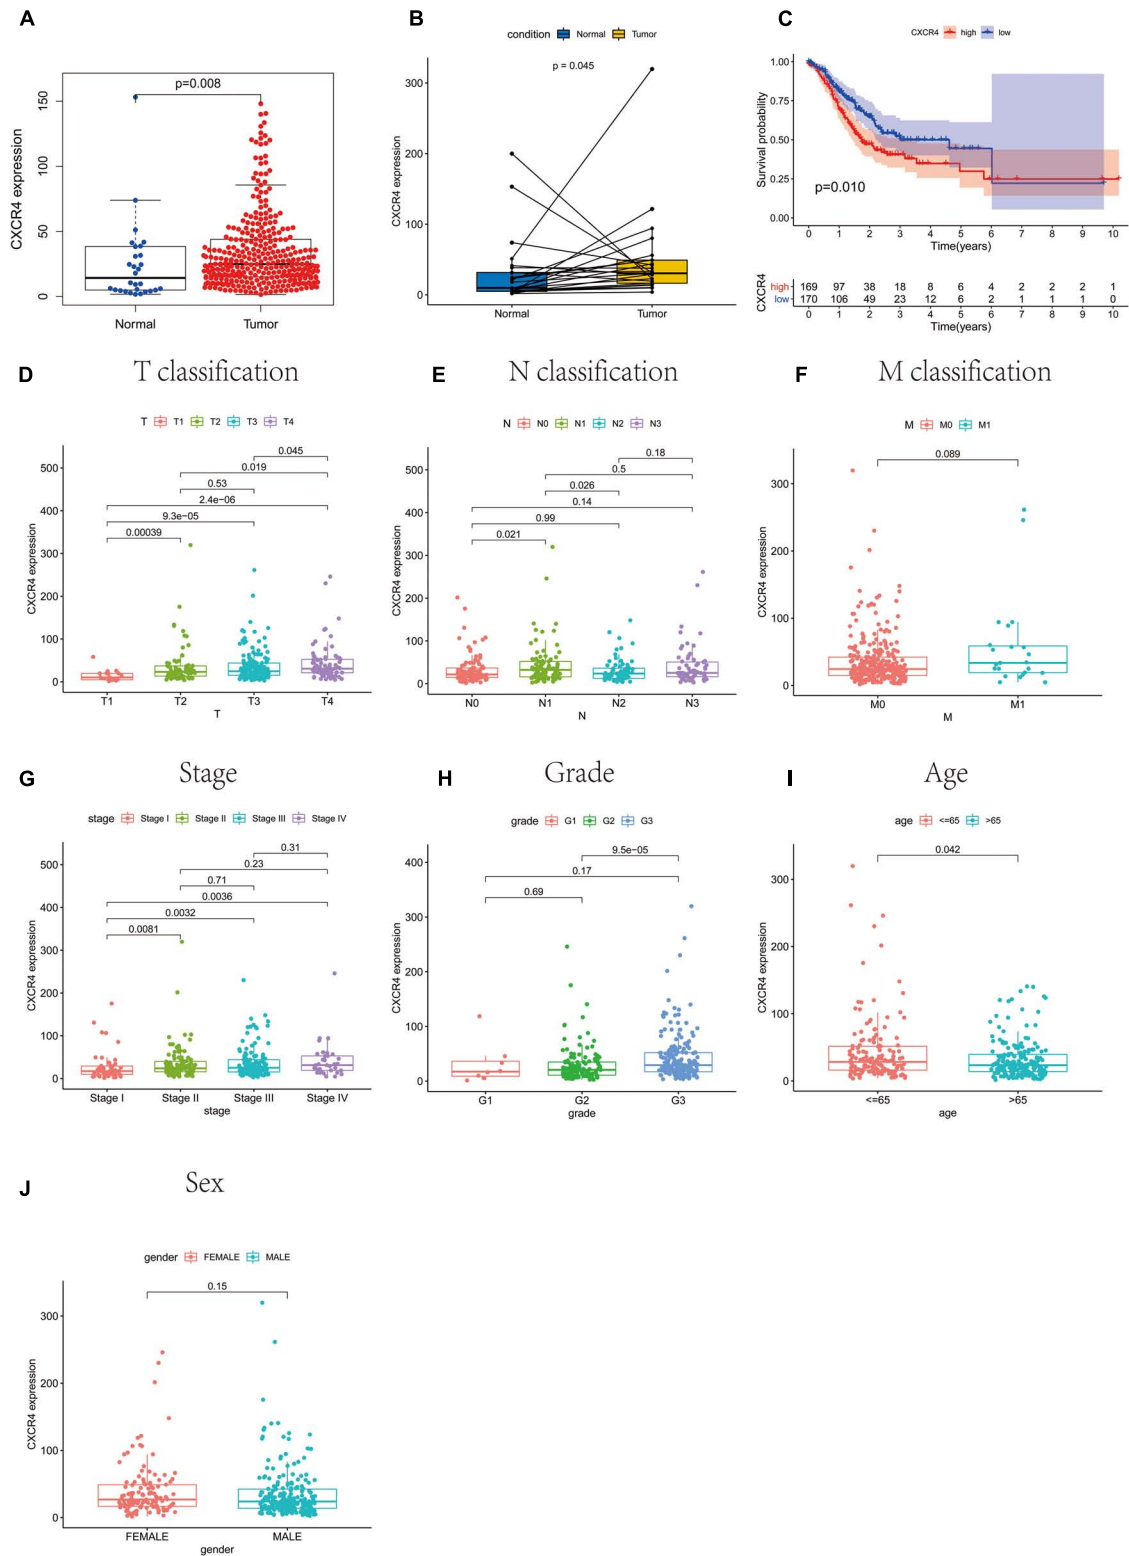 A
p=0.008
CXCR4 expression
150
100
50
0
Normal
Tumor
B
condition Normal Tumor
p = 0.045
CXCR4 expression
300
200
100
0
Normal
Tumor
C
CXCR4 high low
Survival probability
1.00
0.75
0.50
0.25
0.00
p=0.010
0 1 2 3 4 5 6 7 8 9 10
Time(years)
CXCR4
high 169 97 38 18 8 6 4 2 2 2 1
low 170 106 49 23 12 6 2 1 1 1 0
0 1 2 3 4 5 6 7 8 9 10
Time(years)
D
T classification
T T1 T2 T3 T4
CXCR4 expression
500
400
300
200
100
0
0.045
0.019
0.53
2.4e-06
9.3e-05
0.00039
T1 T2 T3 T4
T
E
N classification
N N0 N1 N2 N3
CXCR4 expression
500
400
300
200
100
0
0.18
0.5
0.026
0.14
0.99
0.021
N0 N1 N2 N3
N
F
M classification
M M0 M1
CXCR4 expression
300
200
100
0
0.089
M0 M1
M
G
Stage
stage Stage I Stage II Stage III Stage IV
CXCR4 expression
500
400
300
200
100
0
0.31
0.23
0.71
0.0036
0.0032
0.0081
Stage I Stage II Stage III Stage IV
stage
H
Grade
grade G1 G2 G3
CXCR4 expression
400
300
200
100
0
9.5e-05
0.17
0.69
G1 G2 G3
grade
I
Age
age <=65 >65
CXCR4 expression
300
200
100
0
0.042
<=65 >65
age
J
Sex
gender FEMALE MALE
CXCR4 expression
300
200
100
0
0.15
FEMALE MALE
gender